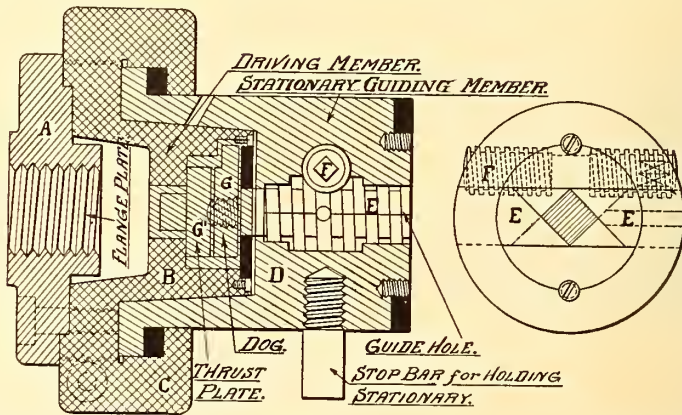 DRIVING MEMBER.
STATIONARY GUIDING MEMBER.
A
FLANGE PLATE
G
G'
F
E
B
D
C
DOG.
THRUST
PLATE.
GUIDE HOLE.
STOP BAR for HOLDING
STATIONARY.
F
E
E